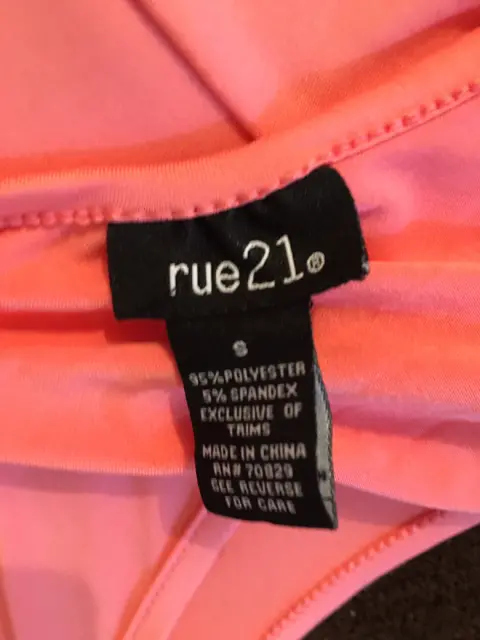 rue21®
S
95% POLYESTER
5% SPANDEX
EXCLUSIVE OF
TRIMS
MADE IN CHINA
RN# 70829
SEE REVERSE
FOR CARE